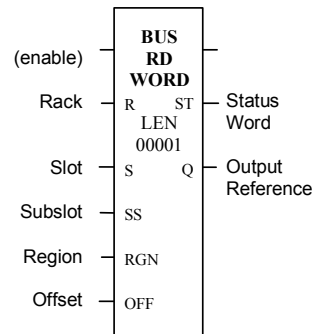 BUS
(enable) RD
WORD
Rack R ST Status
LEN Word
00001
Slot S Q Output
Reference
Subslot SS
Region RGN
Offset OFF